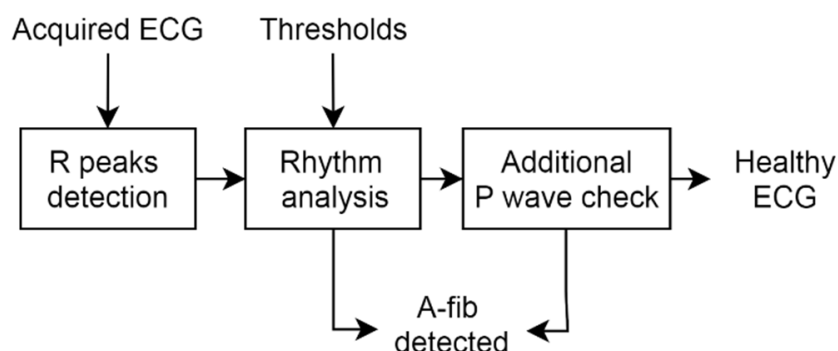 Acquired ECG
Thresholds
R peaks
detection
Rhythm
analysis
Additional
P wave check
Healthy
ECG
A-fib
detected